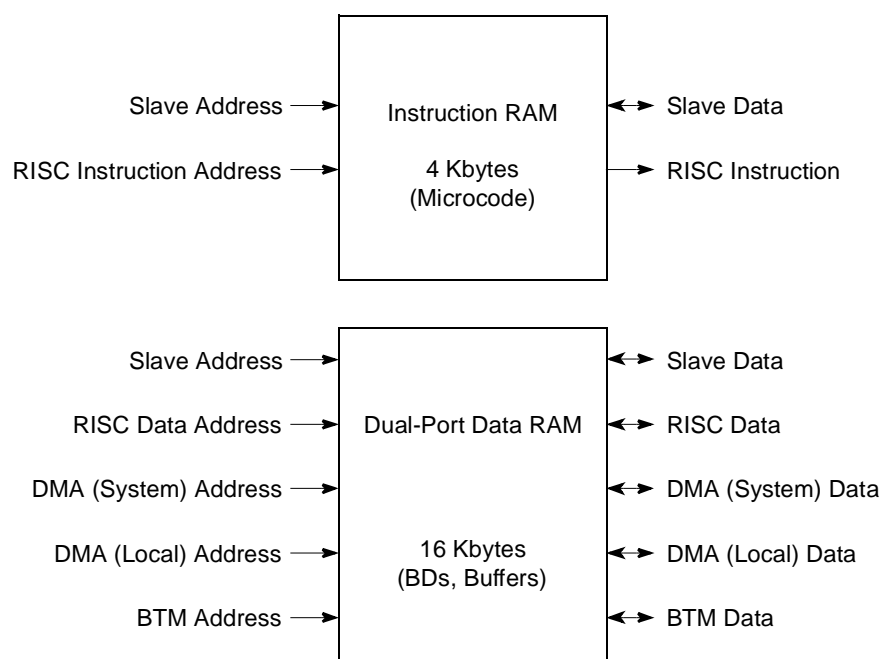 Slave Address
Instruction RAM
Slave Data
RISC Instruction Address
4 Kbytes
(Microcode)
RISC Instruction
Slave Address
Slave Data
RISC Data Address
Dual-Port Data RAM
RISC Data
DMA (System) Address
DMA (System) Data
DMA (Local) Address
16 Kbytes
(BDs, Buffers)
DMA (Local) Data
BTM Address
BTM Data